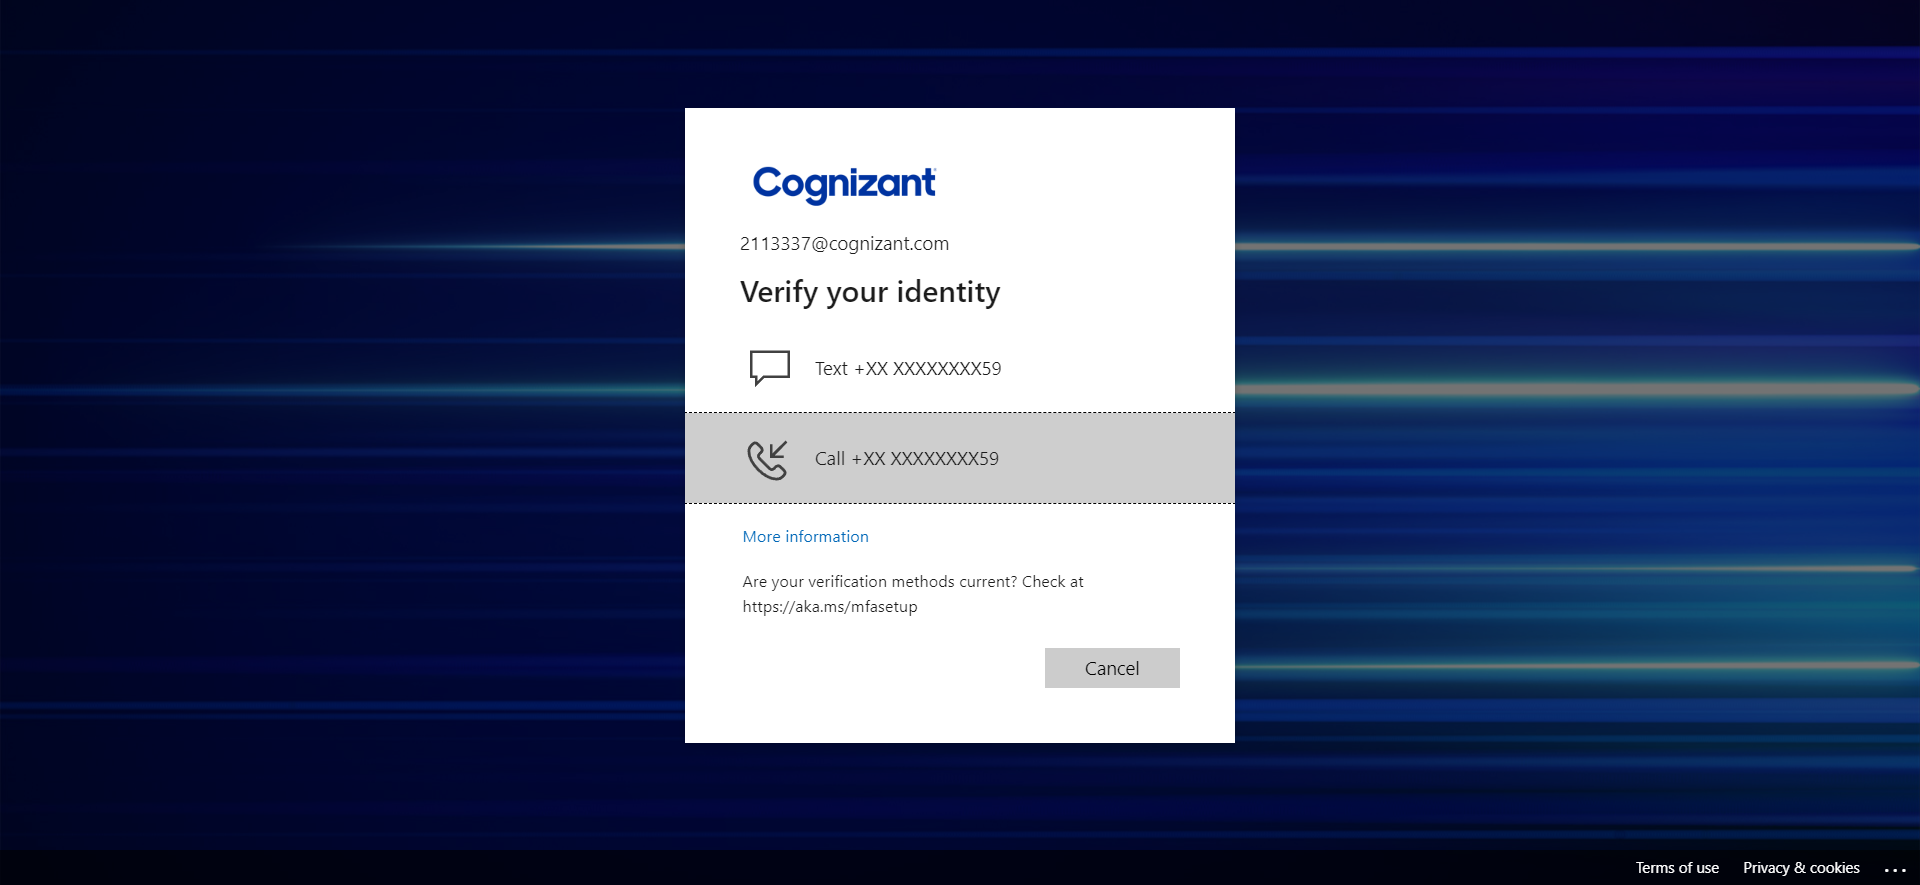 Cognizant
2113337@cognizant.com
Verify your identity
Text +XX XXXXXXXX59
Call +XX XXXXXXXX59
More information
Are your verification methods current? Check at
https://aka.ms/mfasetup
Cancel
Terms of use Privacy & cookies ...